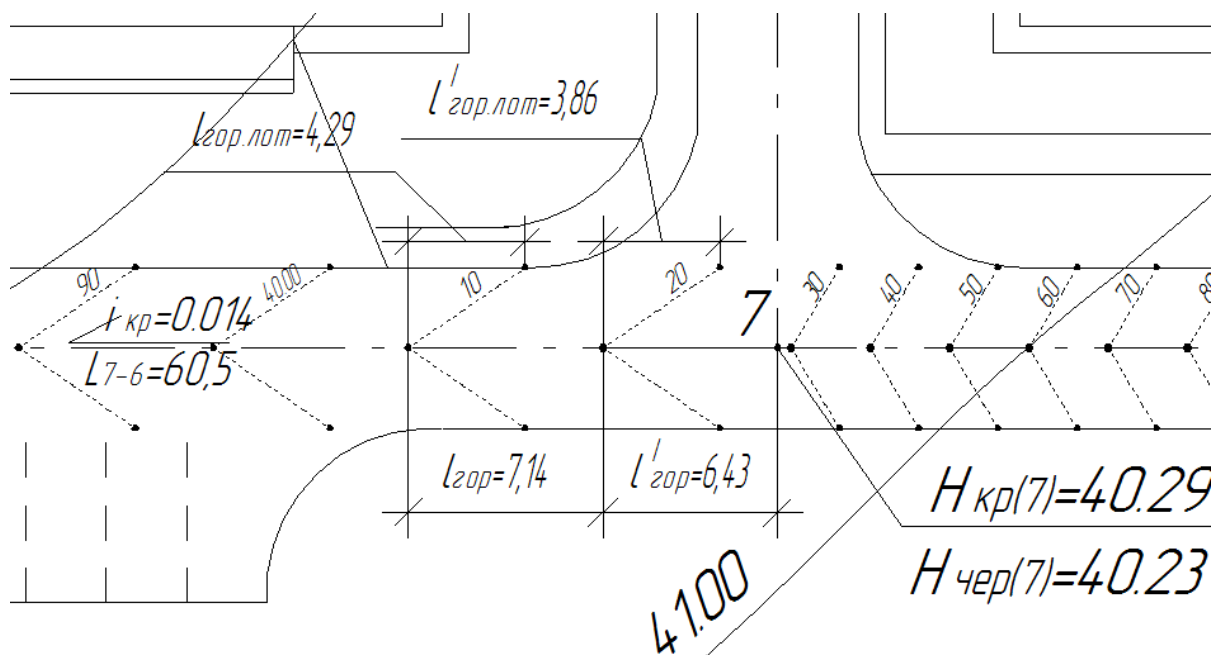 l'гор.лот=3,86
lгор.лот=4,29
90
40.00
10
20
30
40
50
60
70
80
iкр=0.014
L7-6=60,5
7
lгор=7,14
l'гор=6,43
Hкр(7)=40.29
Hчер(7)=40.23
41.00